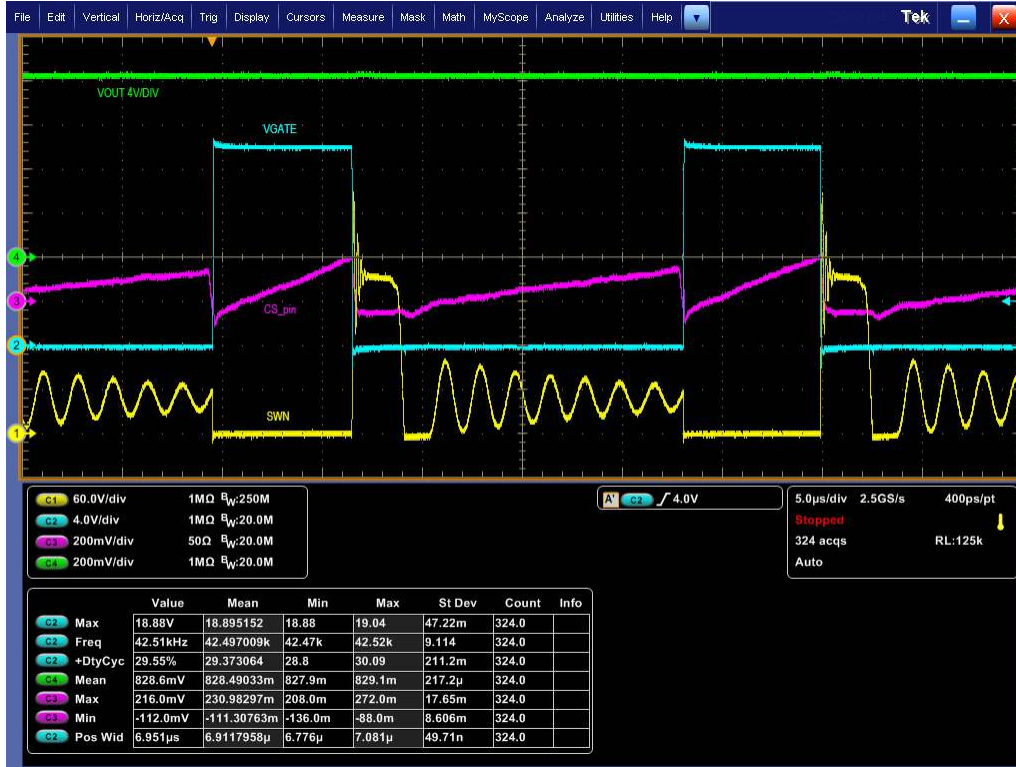 File Edit Vertical Horiz/Acq Trig Display Cursors Measure Mask Math MyScope Analyze Utilities Help Tek X
VOUT 4V/DIV
VGATE
4
3
CS_pin
2
SWN
1
C1 60.0V/div 1MΩ BW:250M
C2 4.0V/div 1MΩ BW:20.0M
C3 200mV/div 50Ω BW:20.0M
C4 200mV/div 1MΩ BW:20.0M
A' C2 / 4.0V
5.0µs/div 2.5GS/s 400ps/pt
Stopped
324 acqs RL:125k
Auto
Value Mean Min Max St Dev Count Info
C2 Max 18.88V 18.895152 18.88 19.04 47.22m 324.0
C2 Freq 42.51kHz 42.497009k 42.47k 42.52k 9.114 324.0
C2 +DtyCyc 29.55% 29.373064 28.8 30.09 211.2m 324.0
C4 Mean 828.6mV 828.49033m 827.9m 829.1m 217.2µ 324.0
C3 Max 216.0mV 230.98297m 208.0m 272.0m 17.65m 324.0
C3 Min -112.0mV -111.30763m -136.0m -88.0m 8.606m 324.0
C2 Pos Wid 6.951µs 6.9117958µ 6.776µ 7.081µ 49.71n 324.0